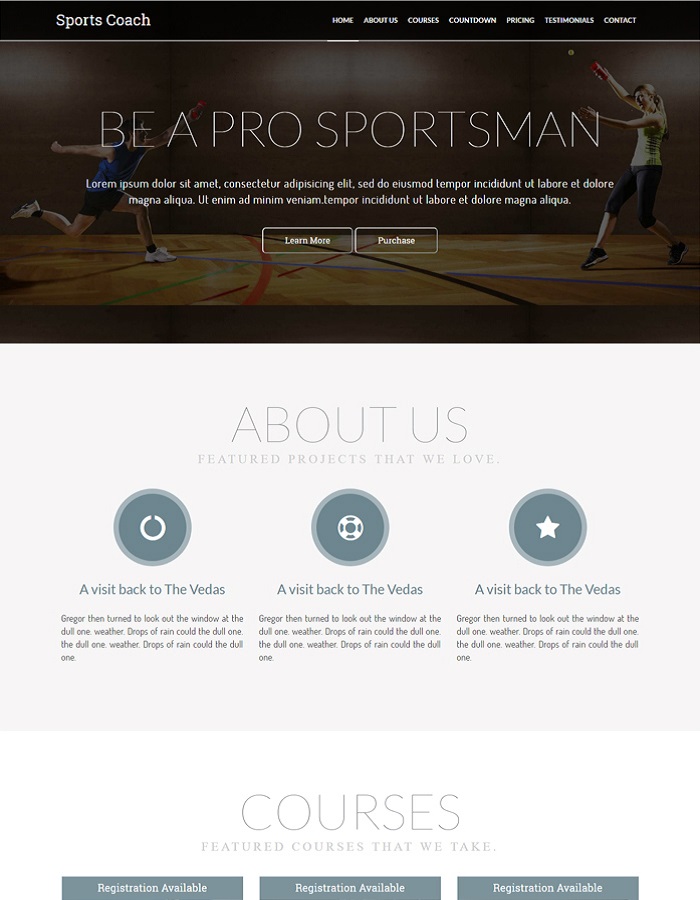 Sports Coach
HOME ABOUT US COURSES COUNTDOWN PRICING TESTIMONIALS CONTACT
BE A PRO SPORTSMAN
Lorem ipsum dolor sit amet, consectetur adipisicing elit, sed do eiusmod tempor incididunt ut labore et dolore
magna aliqua. Ut enim ad minim veniam.tempor incididunt ut labore et dolore magna aliqua.
Learn More Purchase
ABOUT US
FEATURED PROJECTS THAT WE LOVE.
A visit back to The Vedas
Gregor then turned to look out the window at the
dull one. weather. Drops of rain could the dull one.
the dull one. weather. Drops of rain could the dull
one.
A visit back to The Vedas
Gregor then turned to look out the window at the
dull one. weather. Drops of rain could the dull one.
the dull one. weather. Drops of rain could the dull
one.
A visit back to The Vedas
Gregor then turned to look out the window at the
dull one. weather. Drops of rain could the dull one.
the dull one. weather. Drops of rain could the dull
one.
COURSES
FEATURED COURSES THAT WE TAKE.
Registration Available Registration Available Registration Available